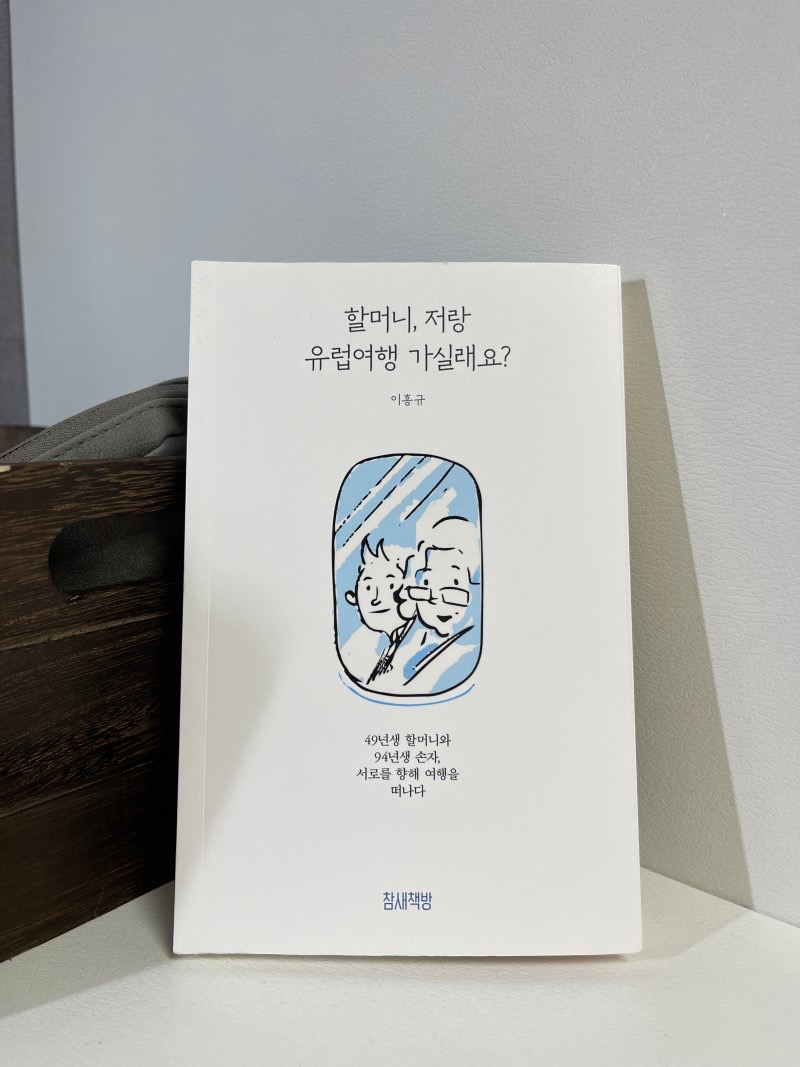 할머니, 저랑
유럽여행 가실래요?
이흥규
49년생 할머니와
94년생 손자,
서로를 향해 여행을
떠나다
참새책방